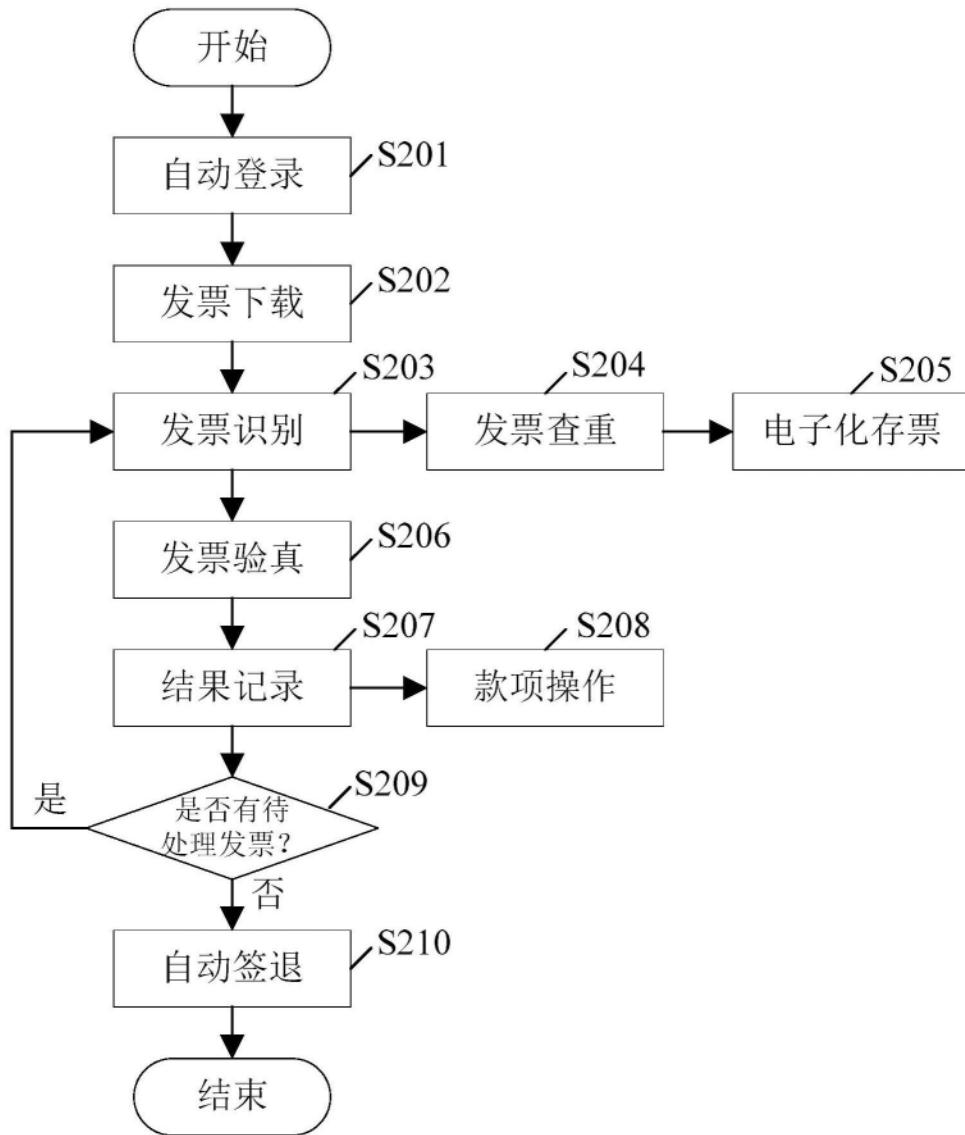 开始
S201
自动登录
S202
发票下载
S203
S204
S205
发票识别
发票查重
电子化存票
S206
发票验真
S207
S208
结果记录
款项操作
S209
是
是否有待
处理发票？
否
S210
自动签退
结束